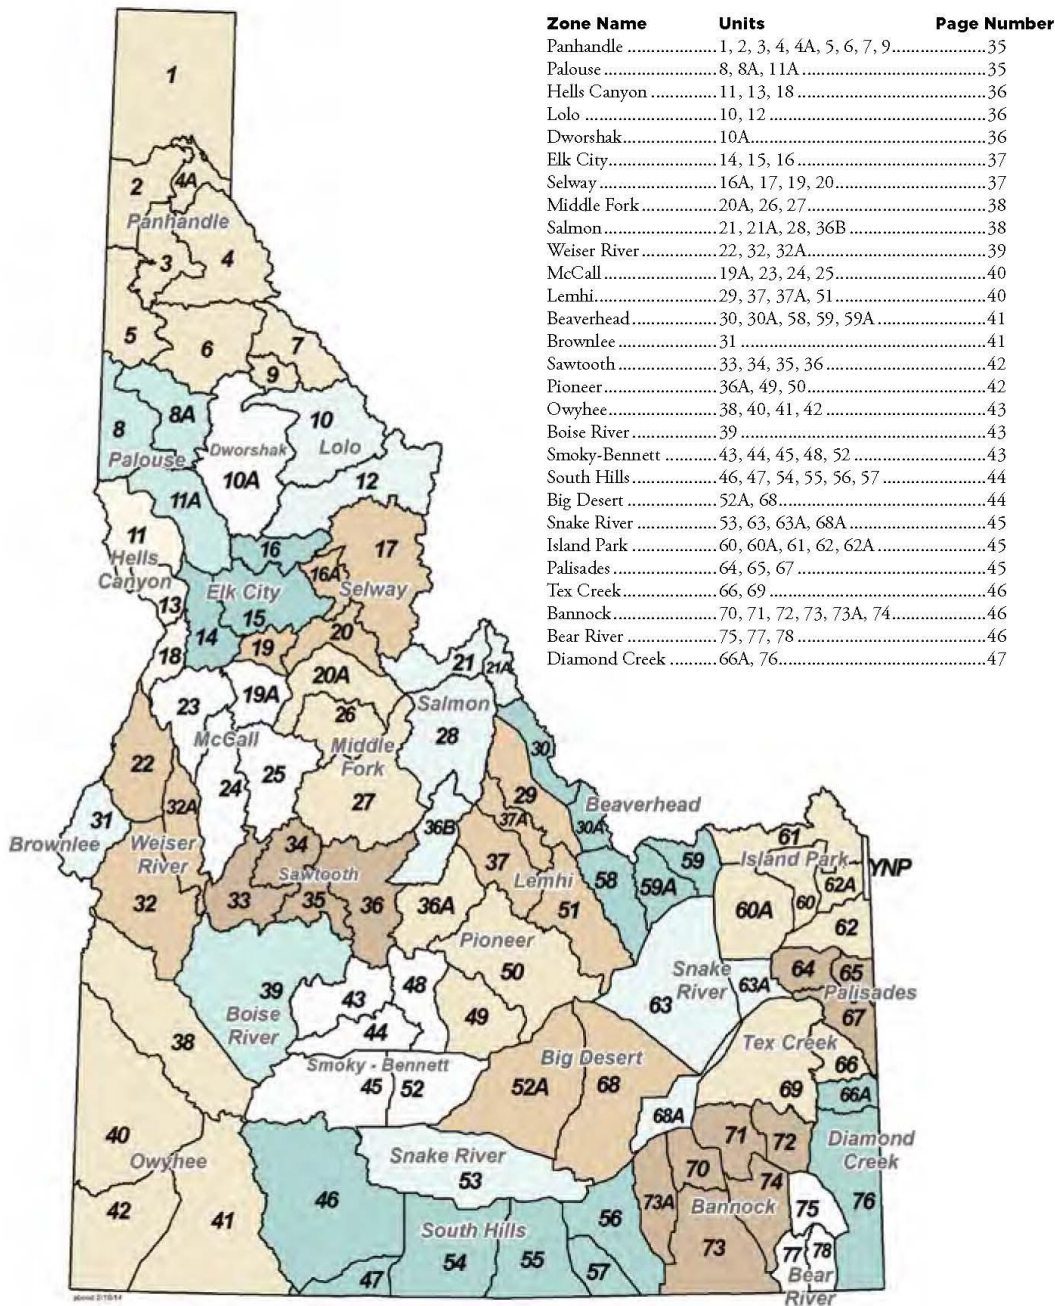 Zone Name Units Page Number
Panhandle ................... 1, 2, 3, 4, 4A, 5, 6, 7, 9 .................... 35
Palouse ........................ 8, 8A, 11A ....................................... 35
Hells Canyon .............. 11, 13, 18 ........................................ 36
Lolo ............................ 10, 12 .............................................. 36
Dworshak .................... 10A .................................................. 36
Elk City ....................... 14, 15, 16 ........................................ 37
Selway ......................... 16A, 17, 19, 20 ................................ 37
Middle Fork ................ 20A, 26, 27 ...................................... 38
Salmon ........................ 21, 21A, 28, 36B ............................. 38
Weiser River ................ 22, 32, 32A ...................................... 39
McCall ........................ 19A, 23, 24, 25 ................................ 40
Lemhi .......................... 29, 37, 37A, 51 ................................ 40
Beaverhead .................. 30, 30A, 58, 59, 59A ....................... 41
Brownlee ..................... 31 .................................................... 41
Sawtooth ..................... 33, 34, 35, 36 .................................. 42
Pioneer ........................ 36A, 49, 50 ...................................... 42
Owyhee ....................... 38, 40, 41, 42 .................................. 43
Boise River .................. 39 .................................................... 43
Smoky-Bennett ........... 43, 44, 45, 48, 52 ............................ 43
South Hills .................. 46, 47, 54, 55, 56, 57 ...................... 44
Big Desert ................... 52A, 68 ............................................ 44
Snake River ................. 53, 63, 63A, 68A ............................. 45
Island Park .................. 60, 60A, 61, 62, 62A ....................... 45
Palisades ...................... 64, 65, 67 ........................................ 45
Tex Creek .................... 66, 69 .............................................. 46
Bannock ...................... 70, 71, 72, 73, 73A, 74 ................... 46
Bear River ................... 75, 77, 78 ........................................ 46
Diamond Creek .......... 66A, 76 ............................................ 47
1
2
4A
Panhandle
3
4
5
6
7
9
8
8A
10
Palouse
Dworshak
Lolo
10A
12
11A
11
Hells
Canyon
16
17
16A
Elk City
Selway
13
15
14
20
19
18
21
21A
20A
19A
23
26
Salmon
McCall
Middle
Fork
28
30
22
25
24
27
29
32A
31
36B
37A
30A
Beaverhead
Brownlee
Weiser
River
34
Sawtooth
37
Lemhi
58
59
59A
61
Island Park
YNP
62A
32
33
35
36
36A
51
60A
60
62
Pioneer
50
64
65
Snake
River
63A
Palisades
63
67
39
Boise
River
43
48
44
49
38
Tex Creek
66
Smoky - Bennett
45
52
Big Desert
52A
68
69
66A
68A
40
Owyhee
71
72
Diamond
Creek
Snake River
53
70
74
42
41
46
73A
Bannock
75
76
South Hills
56
54
55
73
47
57
77
78
Bear
River